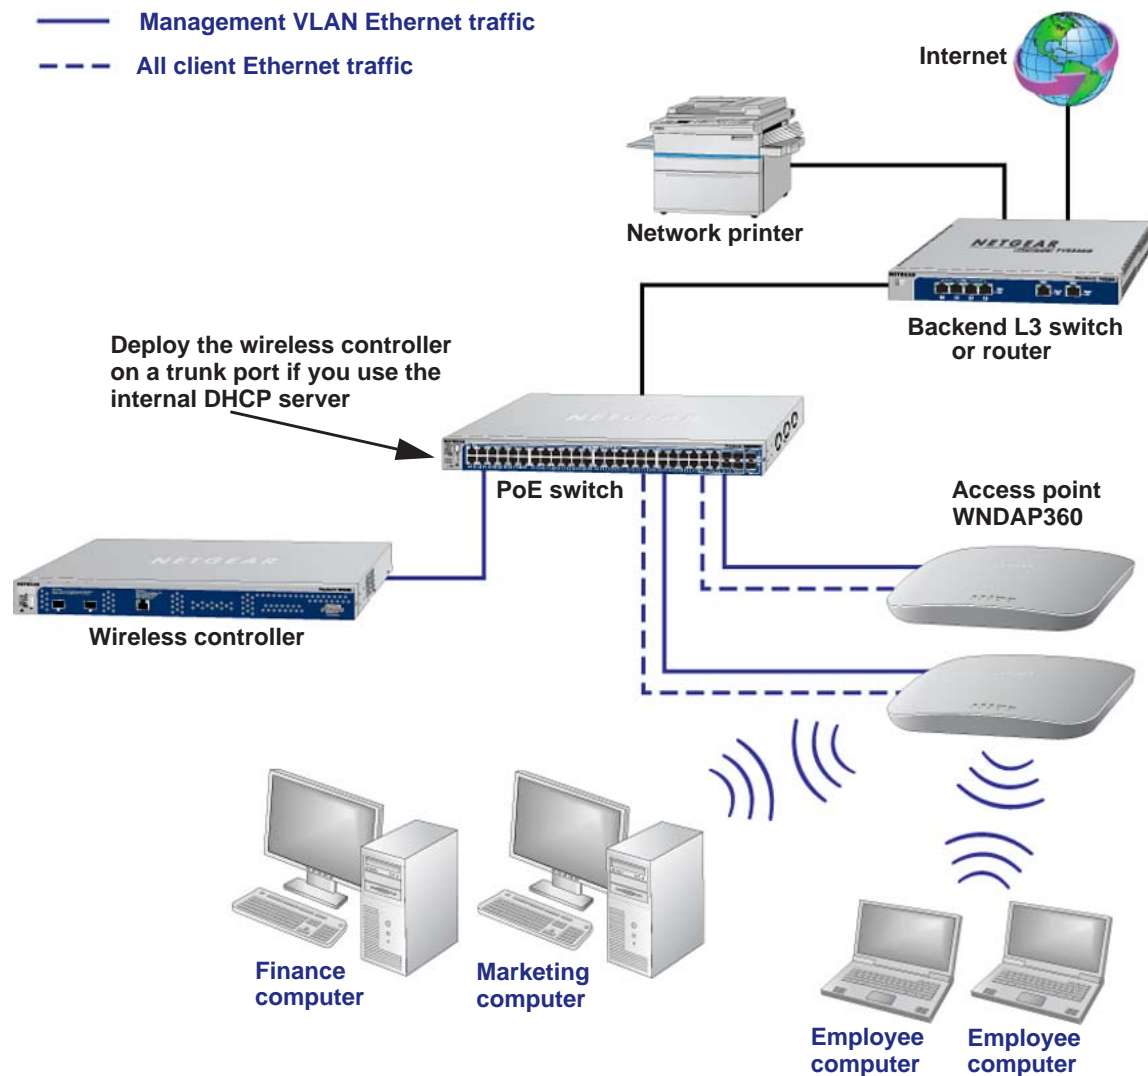 Management VLAN Ethernet traffic
All client Ethernet traffic
Internet
Network printer
NETGEAR
Backend L3 switch
or router
Deploy the wireless controller
on a trunk port if you use the
internal DHCP server
NETGEAR
PoE switch
Access point
WNDAP360
NETGEAR
Wireless controller
Finance
computer
Marketing
computer
Employee
computer
Employee
computer